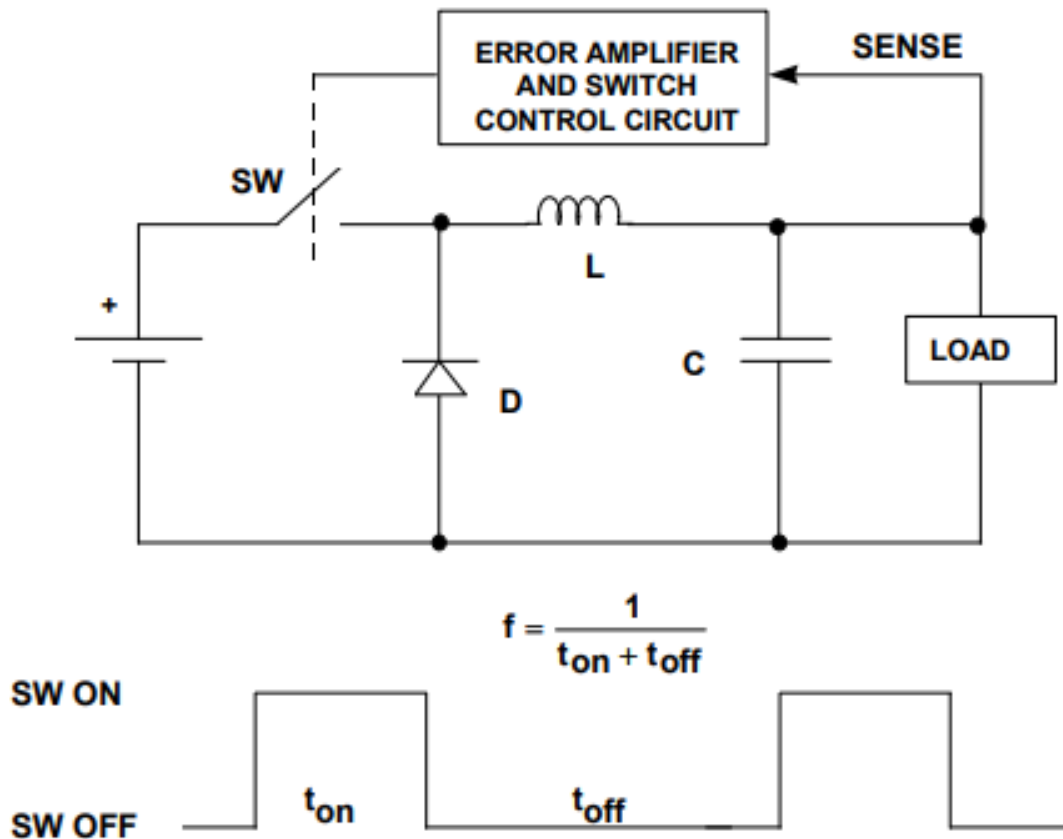 ERROR AMPLIFIER
AND SWITCH
CONTROL CIRCUIT
SENSE
SW
L
+
D
C
LOAD
f = 1 / (ton + toff)
SW ON
ton
toff
SW OFF